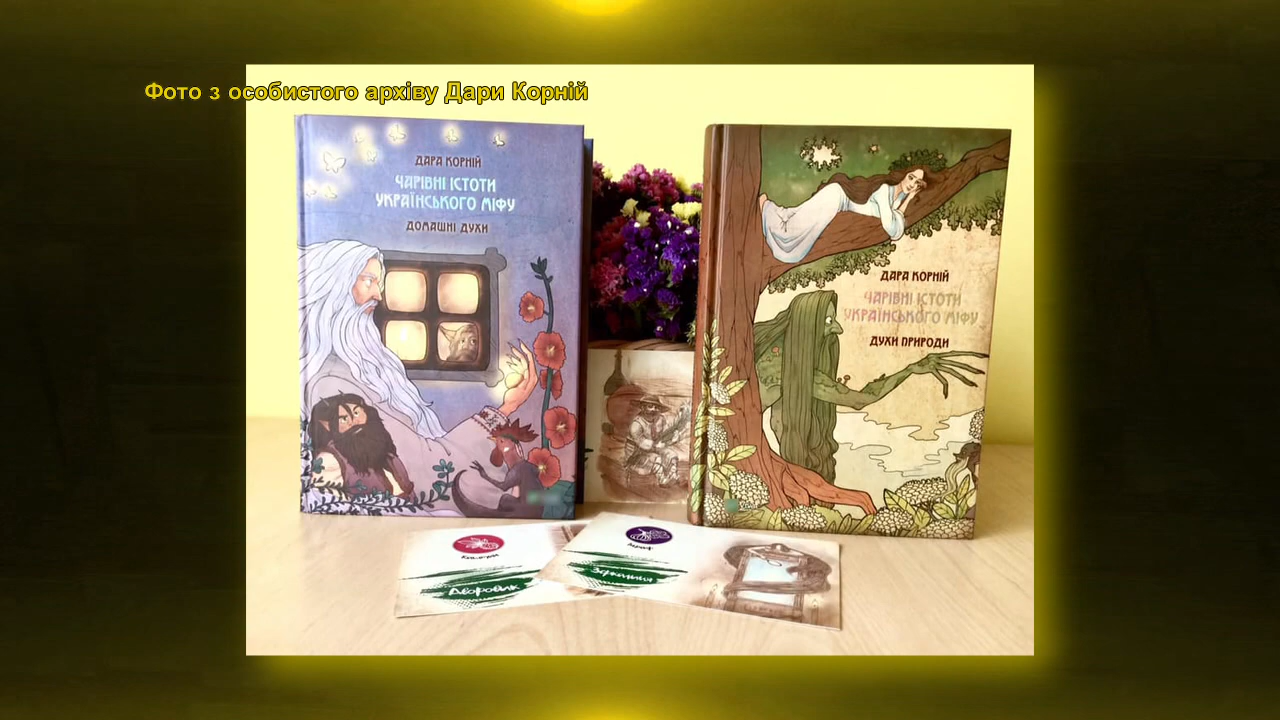 Фото з особистого архіву Дари Корній
ДАРА КОРНІЙ
ЧАРІВНІ ІСТОТИ
УКРАЇНСЬКОГО МІФУ
ДОМАШНІ ДУХИ
ДАРА КОРНІЙ
ЧАРІВНІ ІСТОТИ
УКРАЇНСЬКОГО МІФУ
ДУХИ ПРИРОДИ
Дворовик